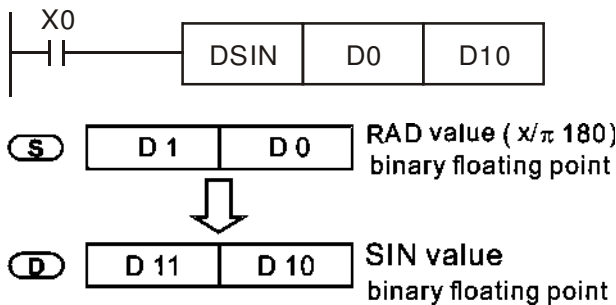 X0
DSIN D0 D10
S D 1 D 0 RAD value ( x/π 180)
binary floating point
D D 11 D 10 SIN value
binary floating point